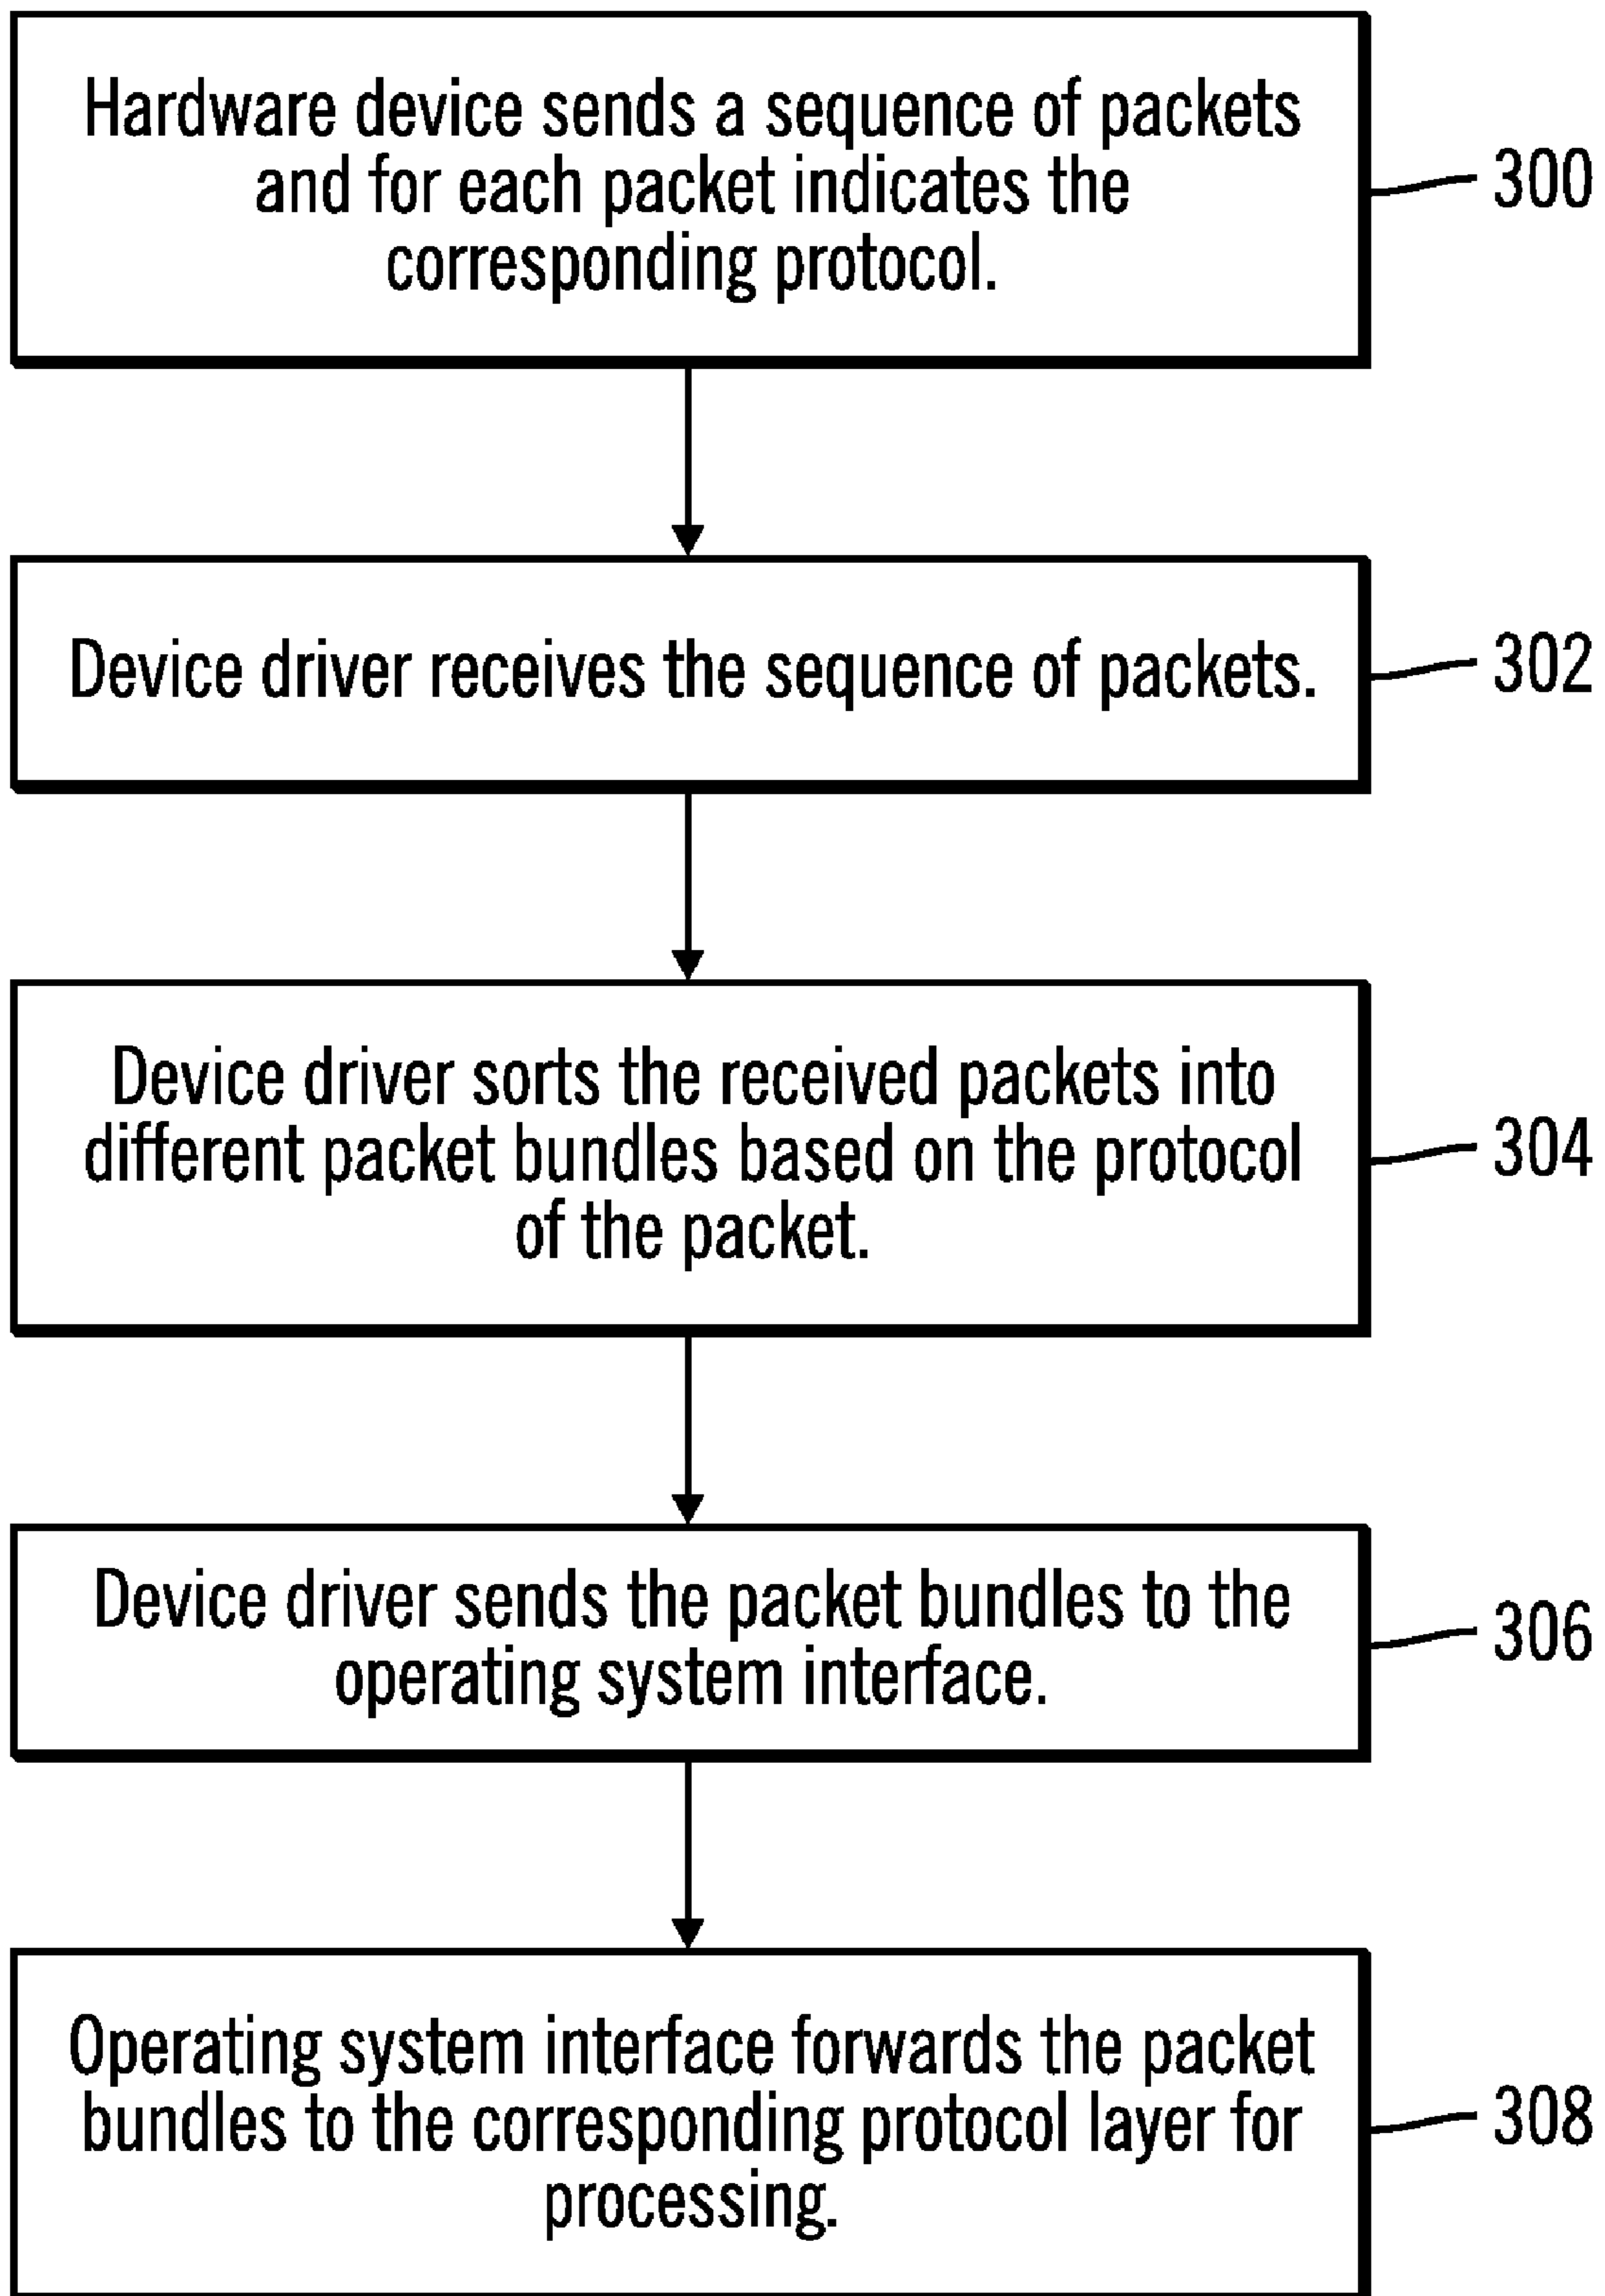 Hardware device sends a sequence of packets
and for each packet indicates the
corresponding protocol.
300
Device driver receives the sequence of packets.
302
Device driver sorts the received packets into
different packet bundles based on the protocol
of the packet.
304
Device driver sends the packet bundles to the
operating system interface.
306
Operating system interface forwards the packet
bundles to the corresponding protocol layer for
processing.
308